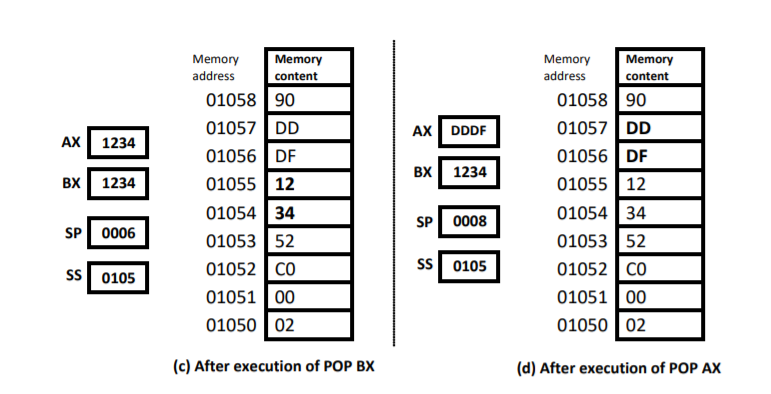 Memory address Memory content
01058 90
01057 DD
AX 1234
01056 DF
BX 1234
01055 12
01054 34
SP 0006
01053 52
SS 0105
01052 C0
01051 00
01050 02
(c) After execution of POP BX
Memory address Memory content
01058 90
AX DDDF
01057 DD
01056 DF
BX 1234
01055 12
SP 0008
01054 34
01053 52
SS 0105
01052 C0
01051 00
01050 02
(d) After execution of POP AX